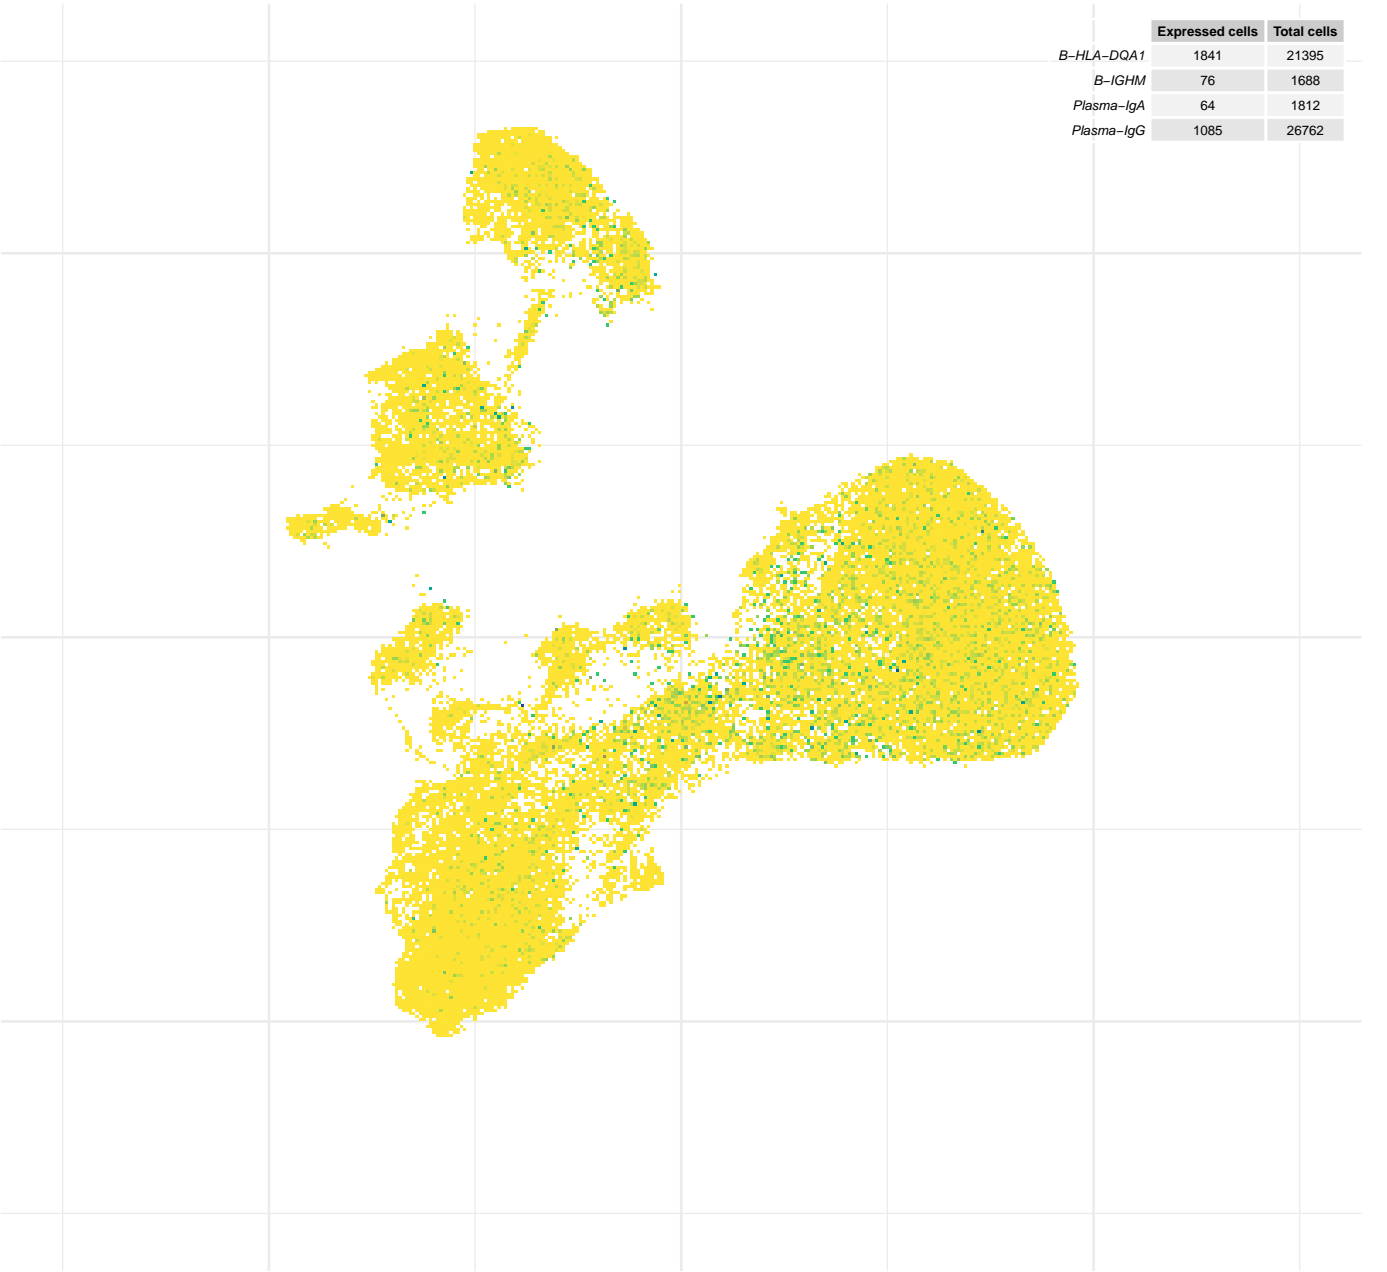 Expressed cells Total cells
B−HLA−DQA1 1841 21395
B−IGHM 76 1688
Plasma−IgA 64 1812
Plasma−IgG 1085 26762